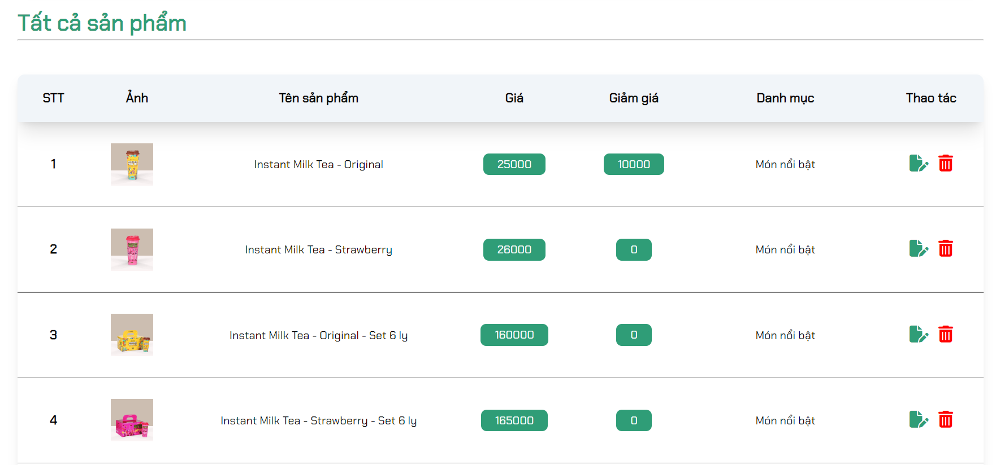 Tất cả sản phẩm
STT Ảnh Tên sản phẩm Giá Giảm giá Danh mục Thao tác
1 Instant Milk Tea - Original 25000 10000 Món nổi bật
2 Instant Milk Tea - Strawberry 26000 0 Món nổi bật
3 Instant Milk Tea - Original - Set 6 ly 160000 0 Món nổi bật
4 Instant Milk Tea - Strawberry - Set 6 ly 165000 0 Món nổi bật